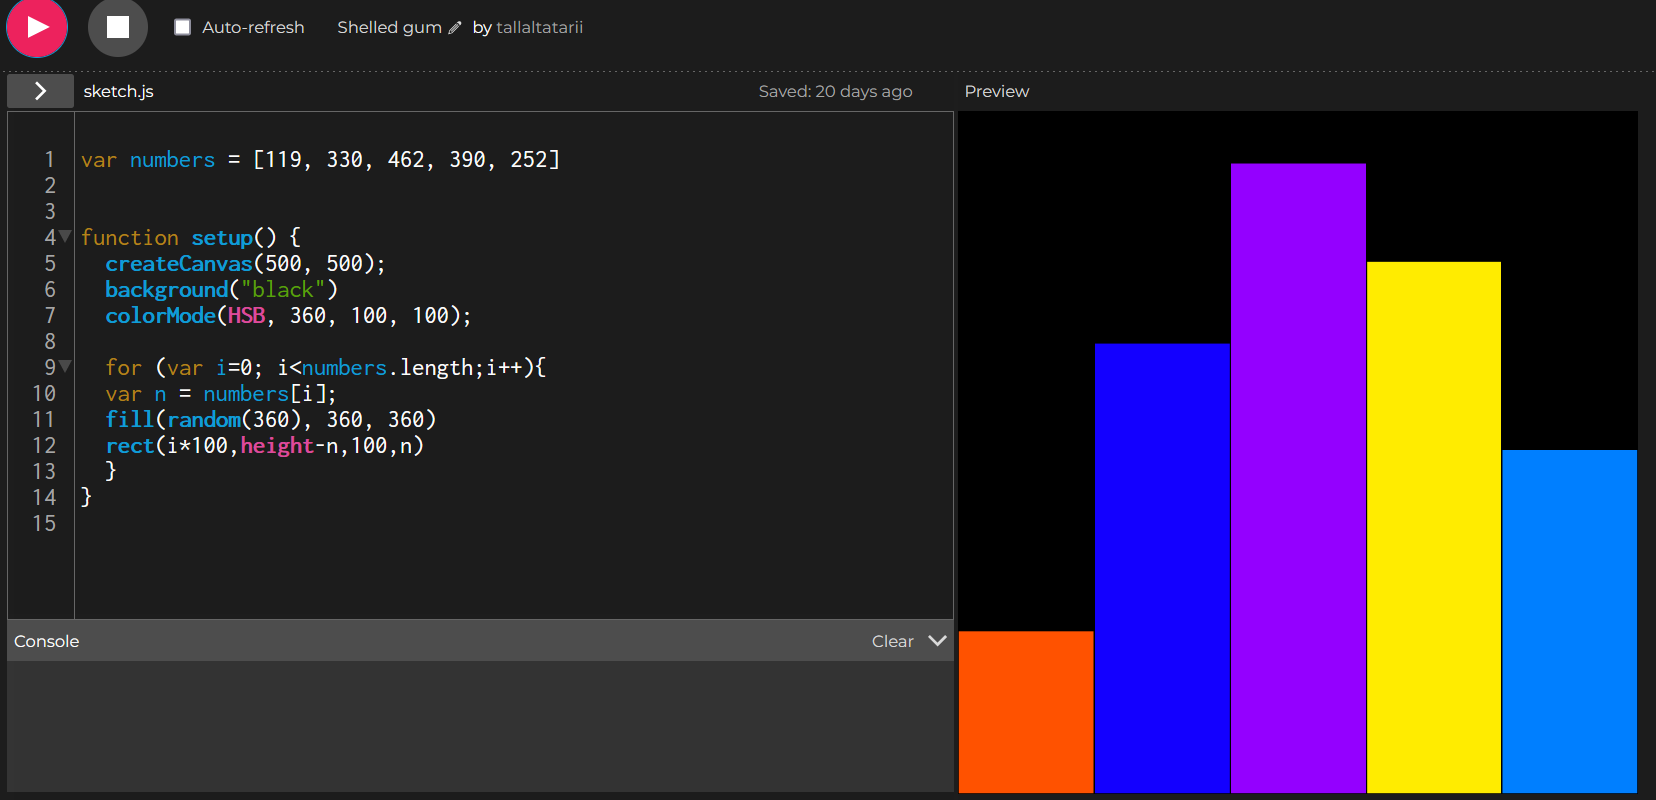 Auto-refresh Shelled gum by tallaltatarii
sketch.js Saved: 20 days ago Preview
1 var numbers = [119, 330, 462, 390, 252]
2
3
4 function setup() {
5 createCanvas(500, 500);
6 background("black")
7 colorMode(HSB, 360, 100, 100);
8
9 for (var i=0; i<numbers.length;i++){
10 var n = numbers[i];
11 fill(random(360), 360, 360)
12 rect(i*100,height-n,100,n)
13 }
14 }
15
Console Clear